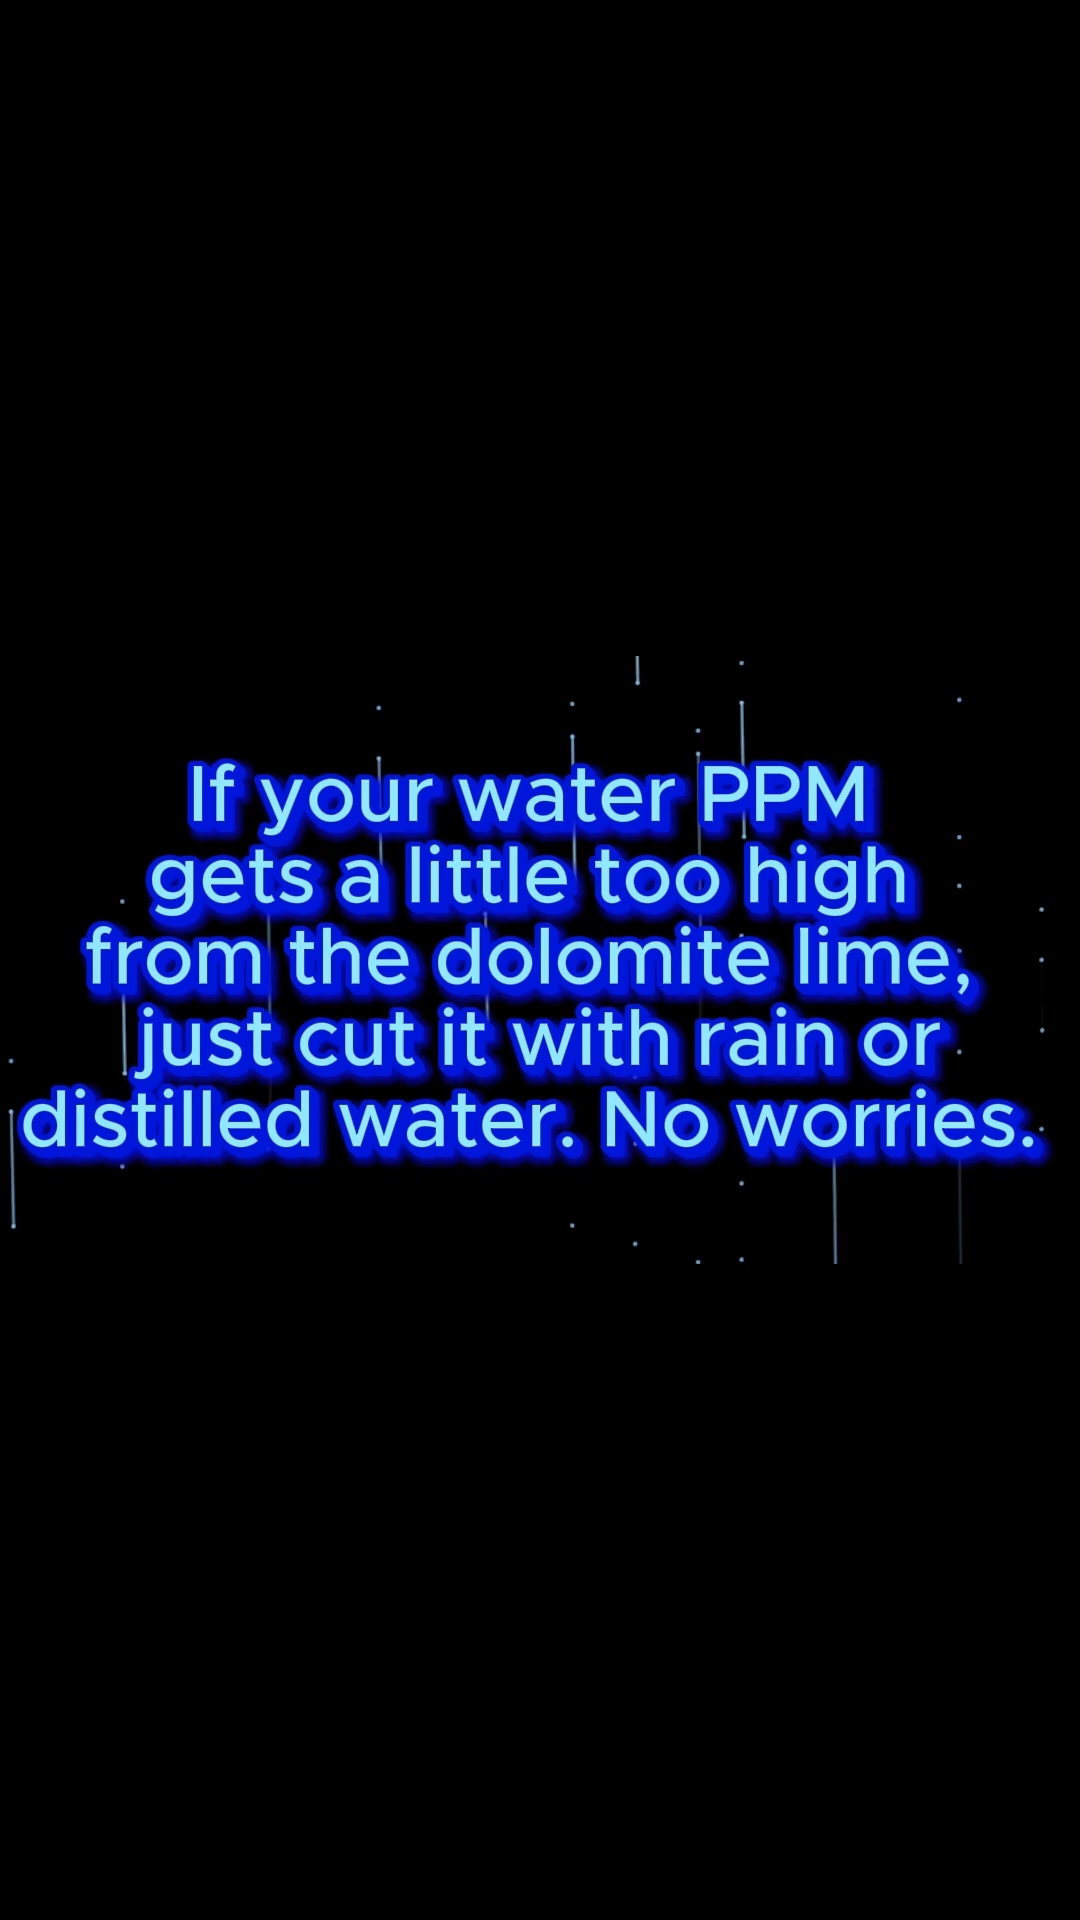 If your water PPM
gets a little too high
from the dolomite lime,
just cut it with rain or
distilled water. No worries.